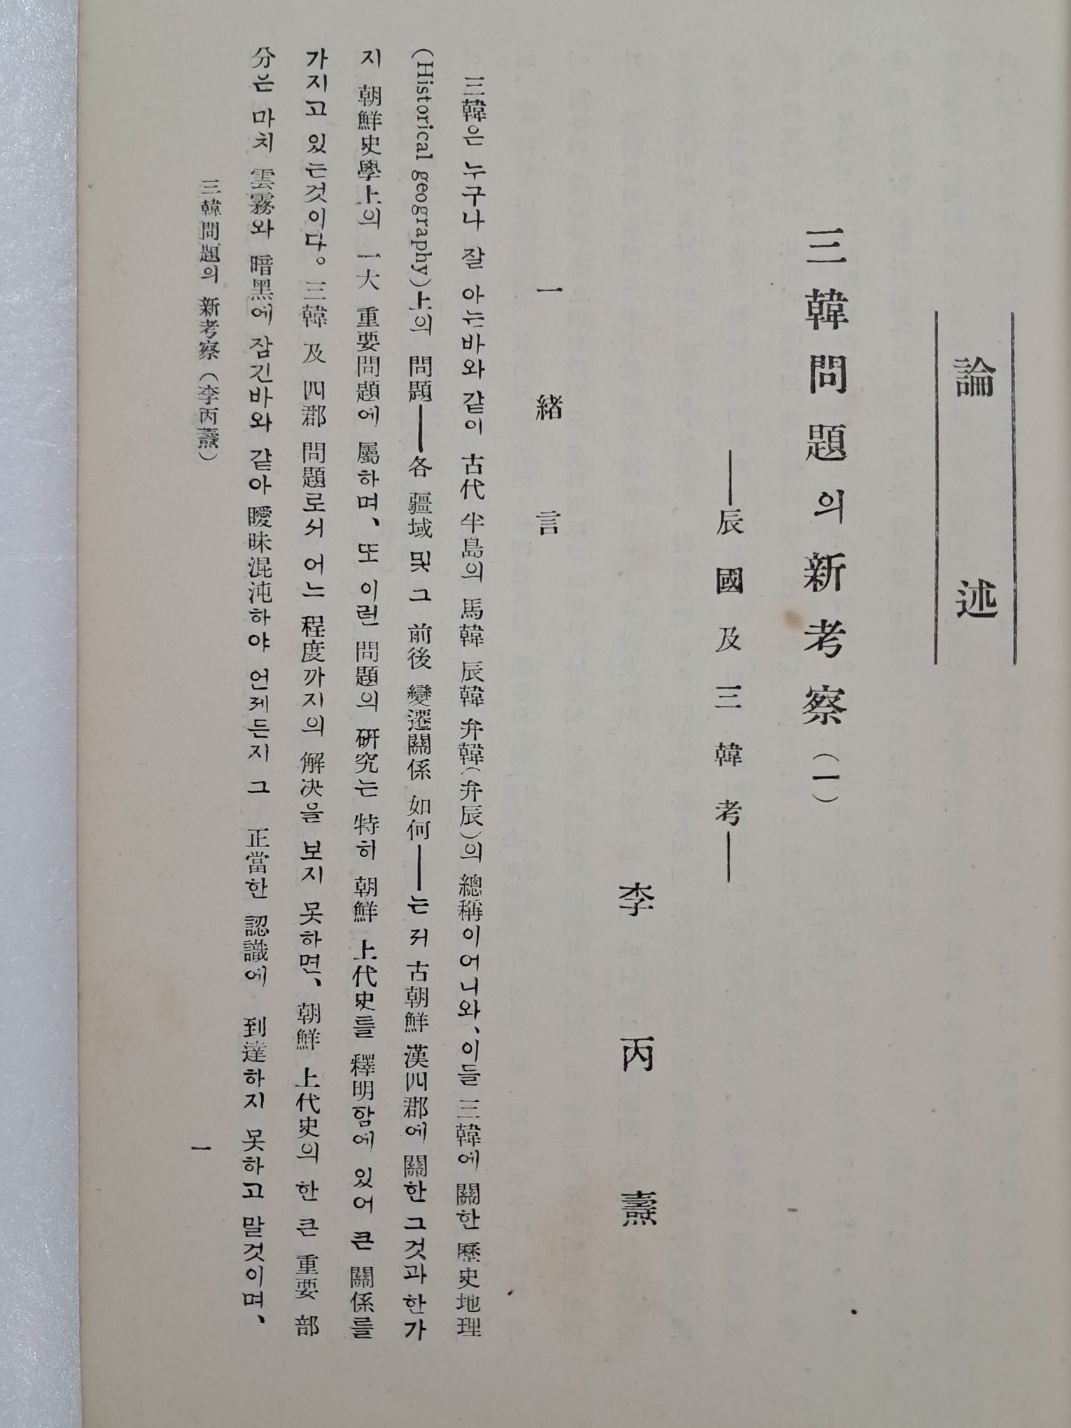 論述
三韓問題의 新考察(一)
——辰國及三韓考——
李丙燾
一 緖言
三韓은 누구나 잘 아는바와 같이 古代 半島의 馬韓 辰韓 弁韓(弁辰)의 總稱이어니와、이들 三韓에 關한 歷史地理
(Historical geography)上의 問題——各 疆域 및 그 前後 變遷關係 如何——는 저 古朝鮮 漢四郡에 關한 그것과 한가
지 朝鮮史學上의 一大 重要問題에 屬하며、또 이런 問題의 研究는 特히 朝鮮 上代史를 釋明함에 있어 큰 關係를
가지고 있는것이다。三韓 及 四郡 問題로서 어느 程度까지의 解決을 보지 못하면、朝鮮 上代史의 한 큰 重要 部
分은 마치 雲霧와 暗黑에 잠긴바와 같아 曖昧混沌하야 언제든지 그 正當한 認識에 到達하지 못하고 말것이며、
三韓問題의 新考察(李丙燾)
一